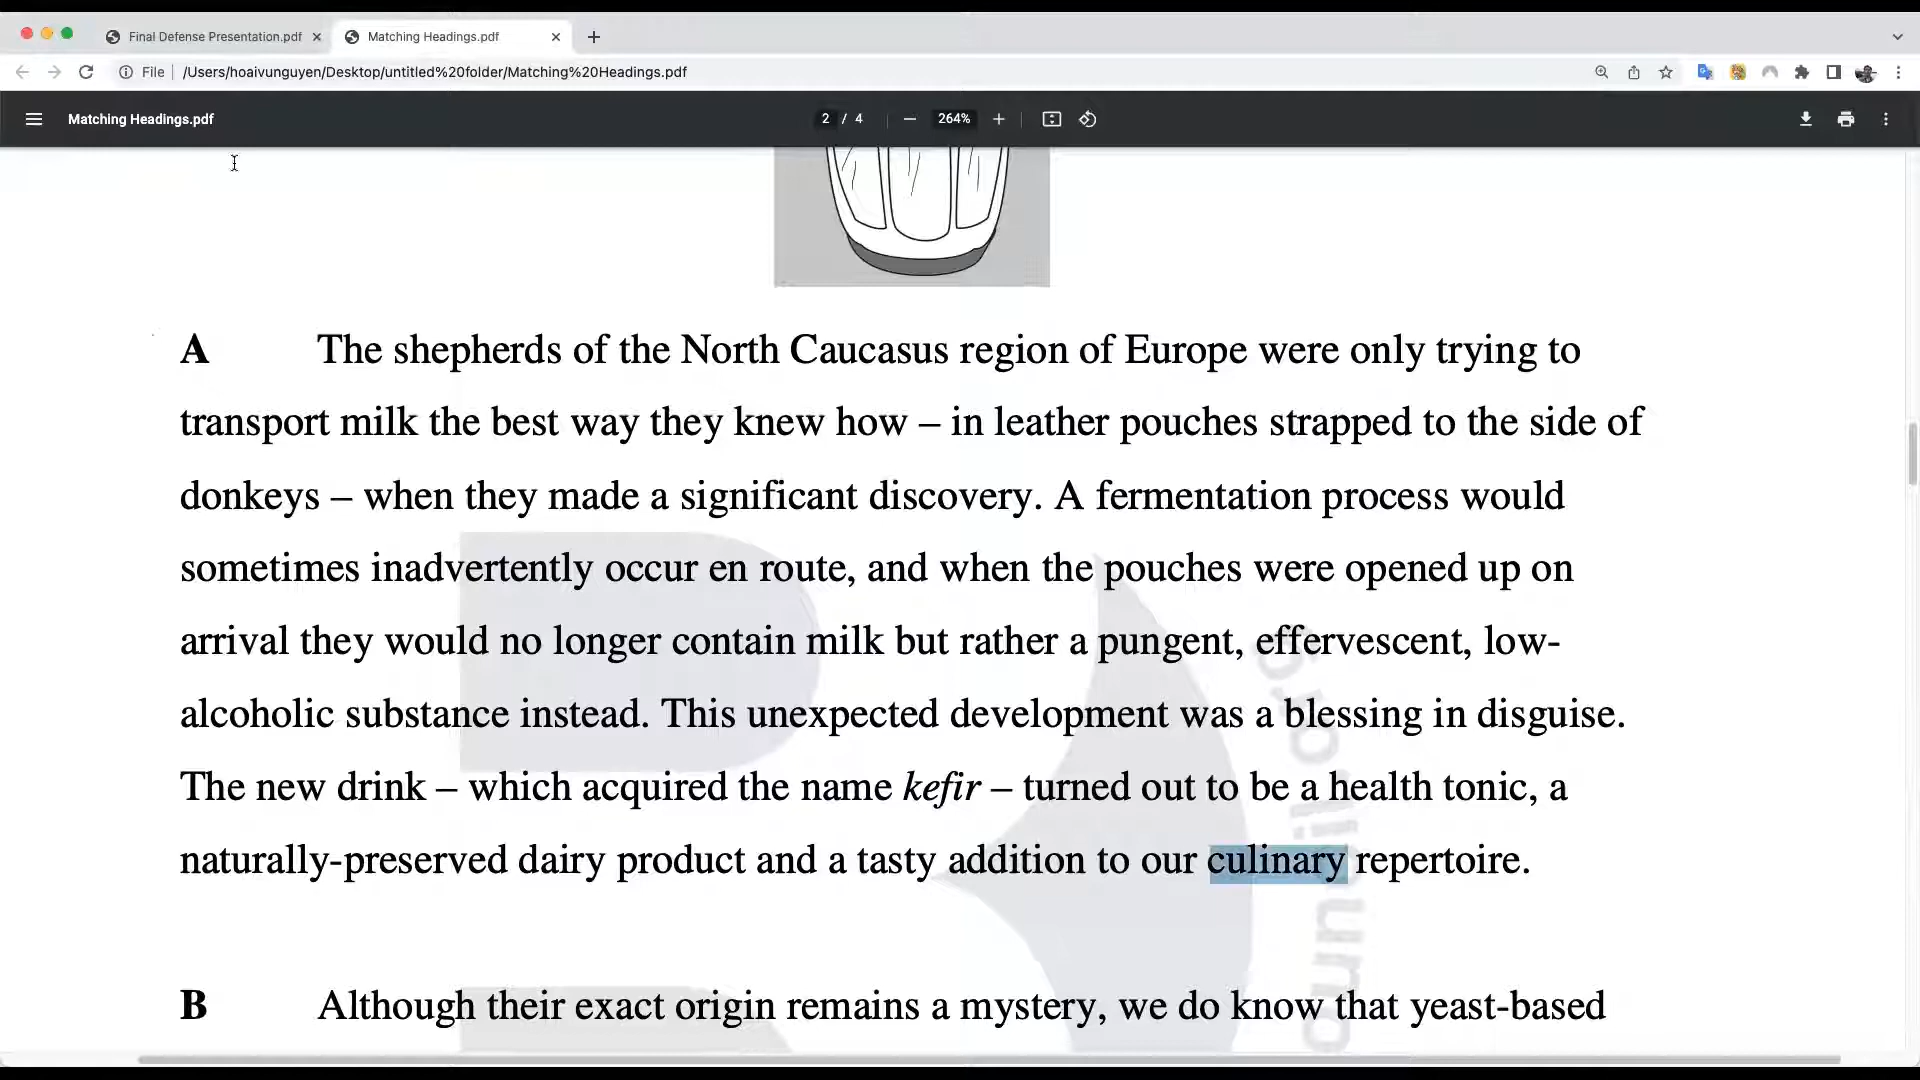 Final Defense Presentation.pdf
Matching Headings.pdf
File
/Users/hoaivunguyen/Desktop/untitled%20folder/Matching%20Headings.pdf
Matching Headings.pdf
2 / 4
264%
A The shepherds of the North Caucasus region of Europe were only trying to
transport milk the best way they knew how – in leather pouches strapped to the side of
donkeys – when they made a significant discovery. A fermentation process would
sometimes inadvertently occur en route, and when the pouches were opened up on
arrival they would no longer contain milk but rather a pungent, effervescent, low-
alcoholic substance instead. This unexpected development was a blessing in disguise.
The new drink – which acquired the name kefir – turned out to be a health tonic, a
naturally-preserved dairy product and a tasty addition to our culinary repertoire.
B Although their exact origin remains a mystery, we do know that yeast-based